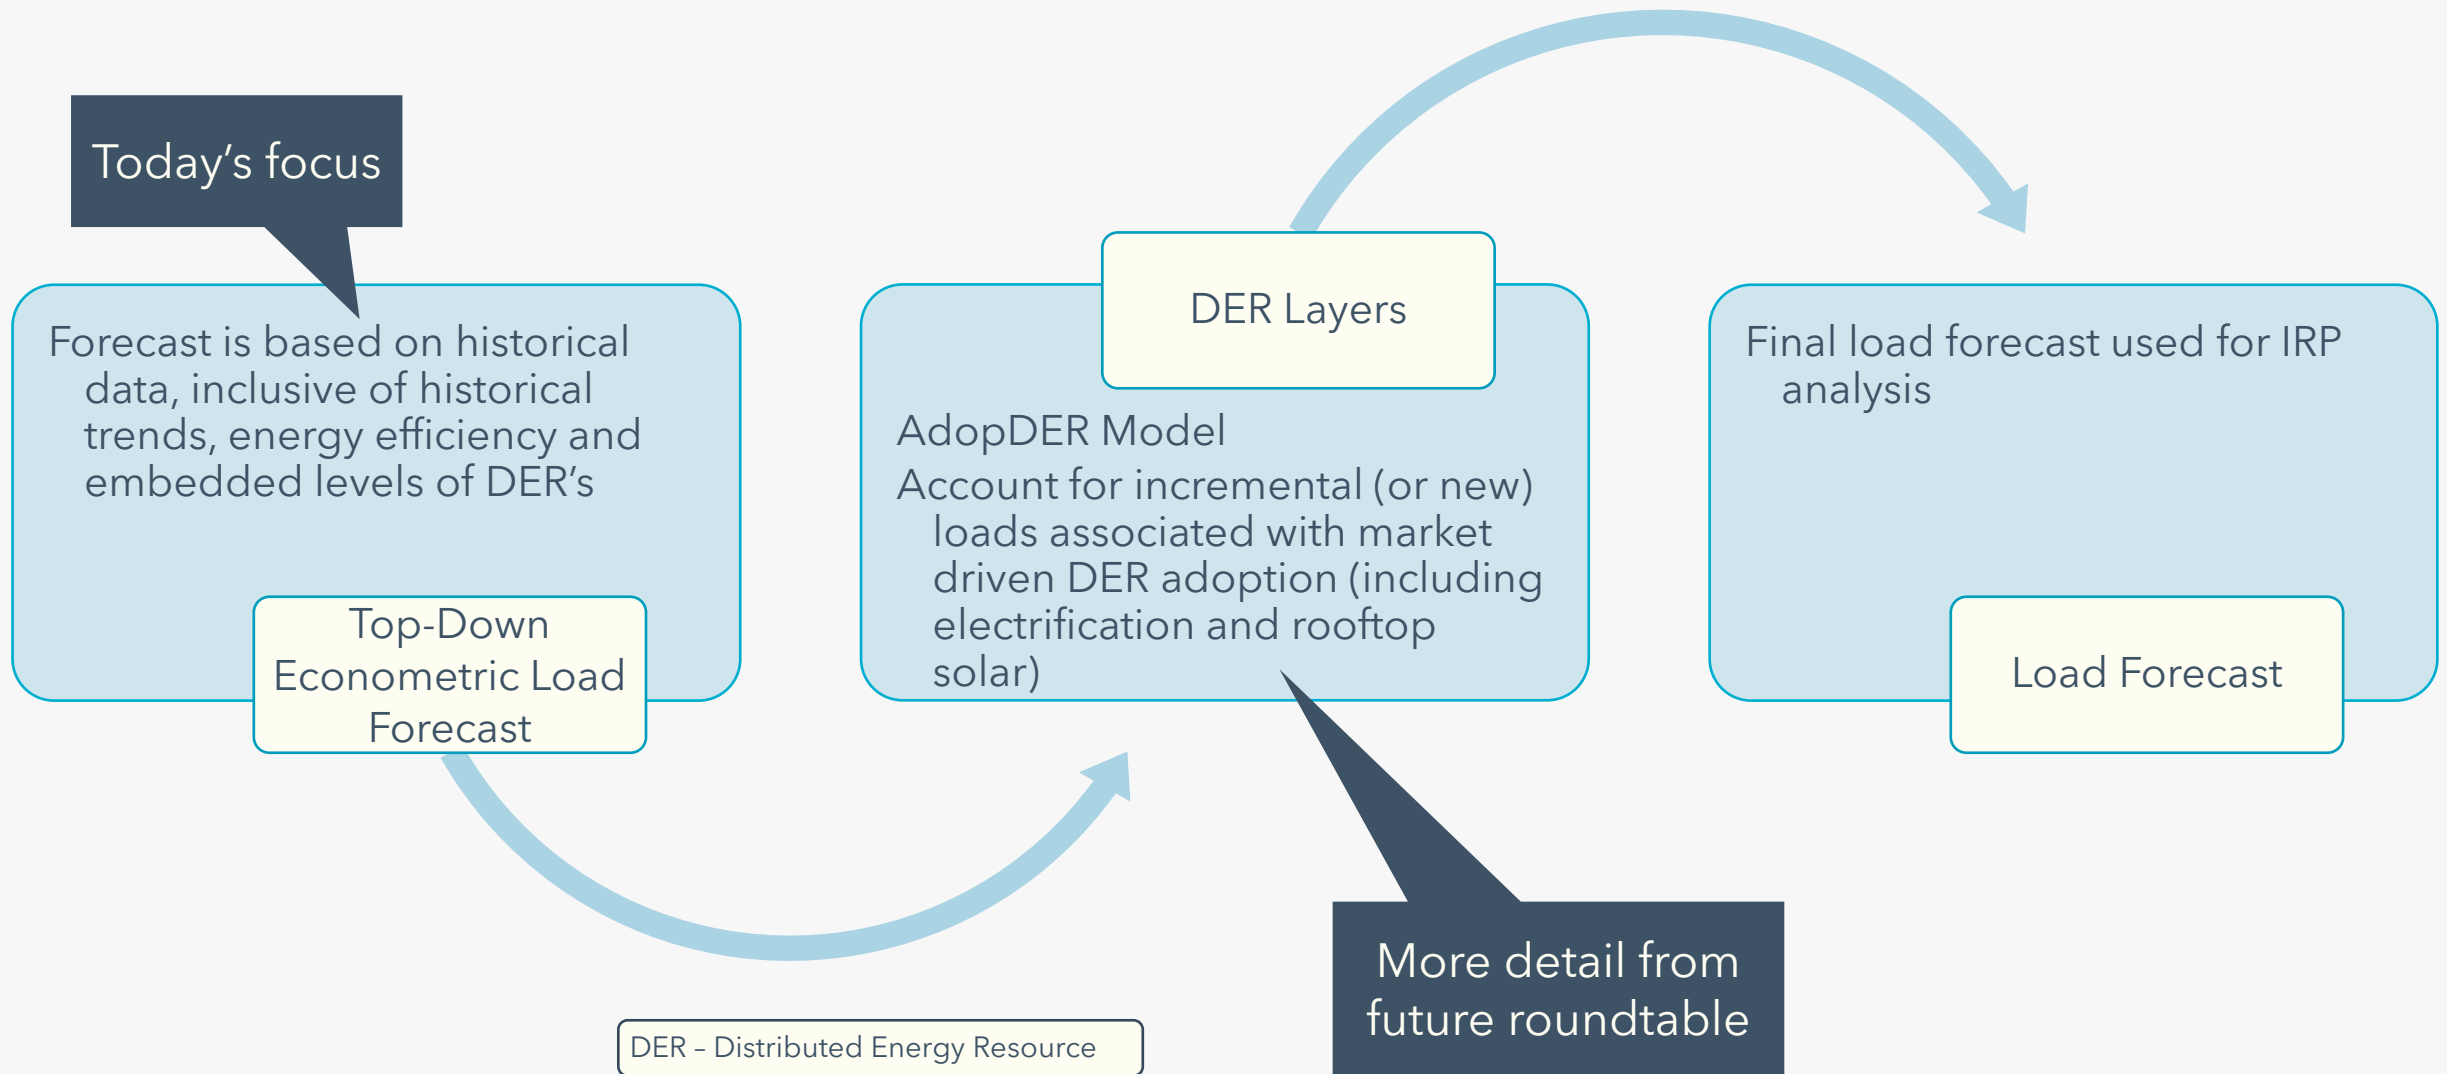 Today’s focus
Forecast is based on historical
data, inclusive of historical
trends, energy efficiency and
embedded levels of DER’s
Top-Down
Econometric Load
Forecast
DER Layers
AdopDER Model
Account for incremental (or new)
loads associated with market
driven DER adoption (including
electrification and rooftop
solar)
Final load forecast used for IRP
analysis
Load Forecast
More detail from
future roundtable
DER – Distributed Energy Resource